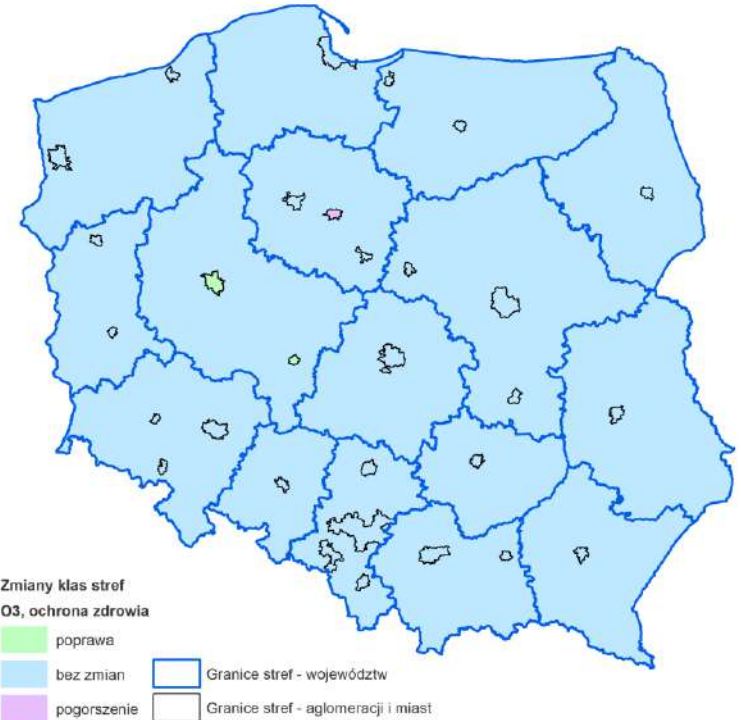 Zmiany klas stref
O3, ochrona zdrowia
poprawa
bez zmian
Granice stref - województw
pogorszenie
Granice stref - aglomeracji i miast